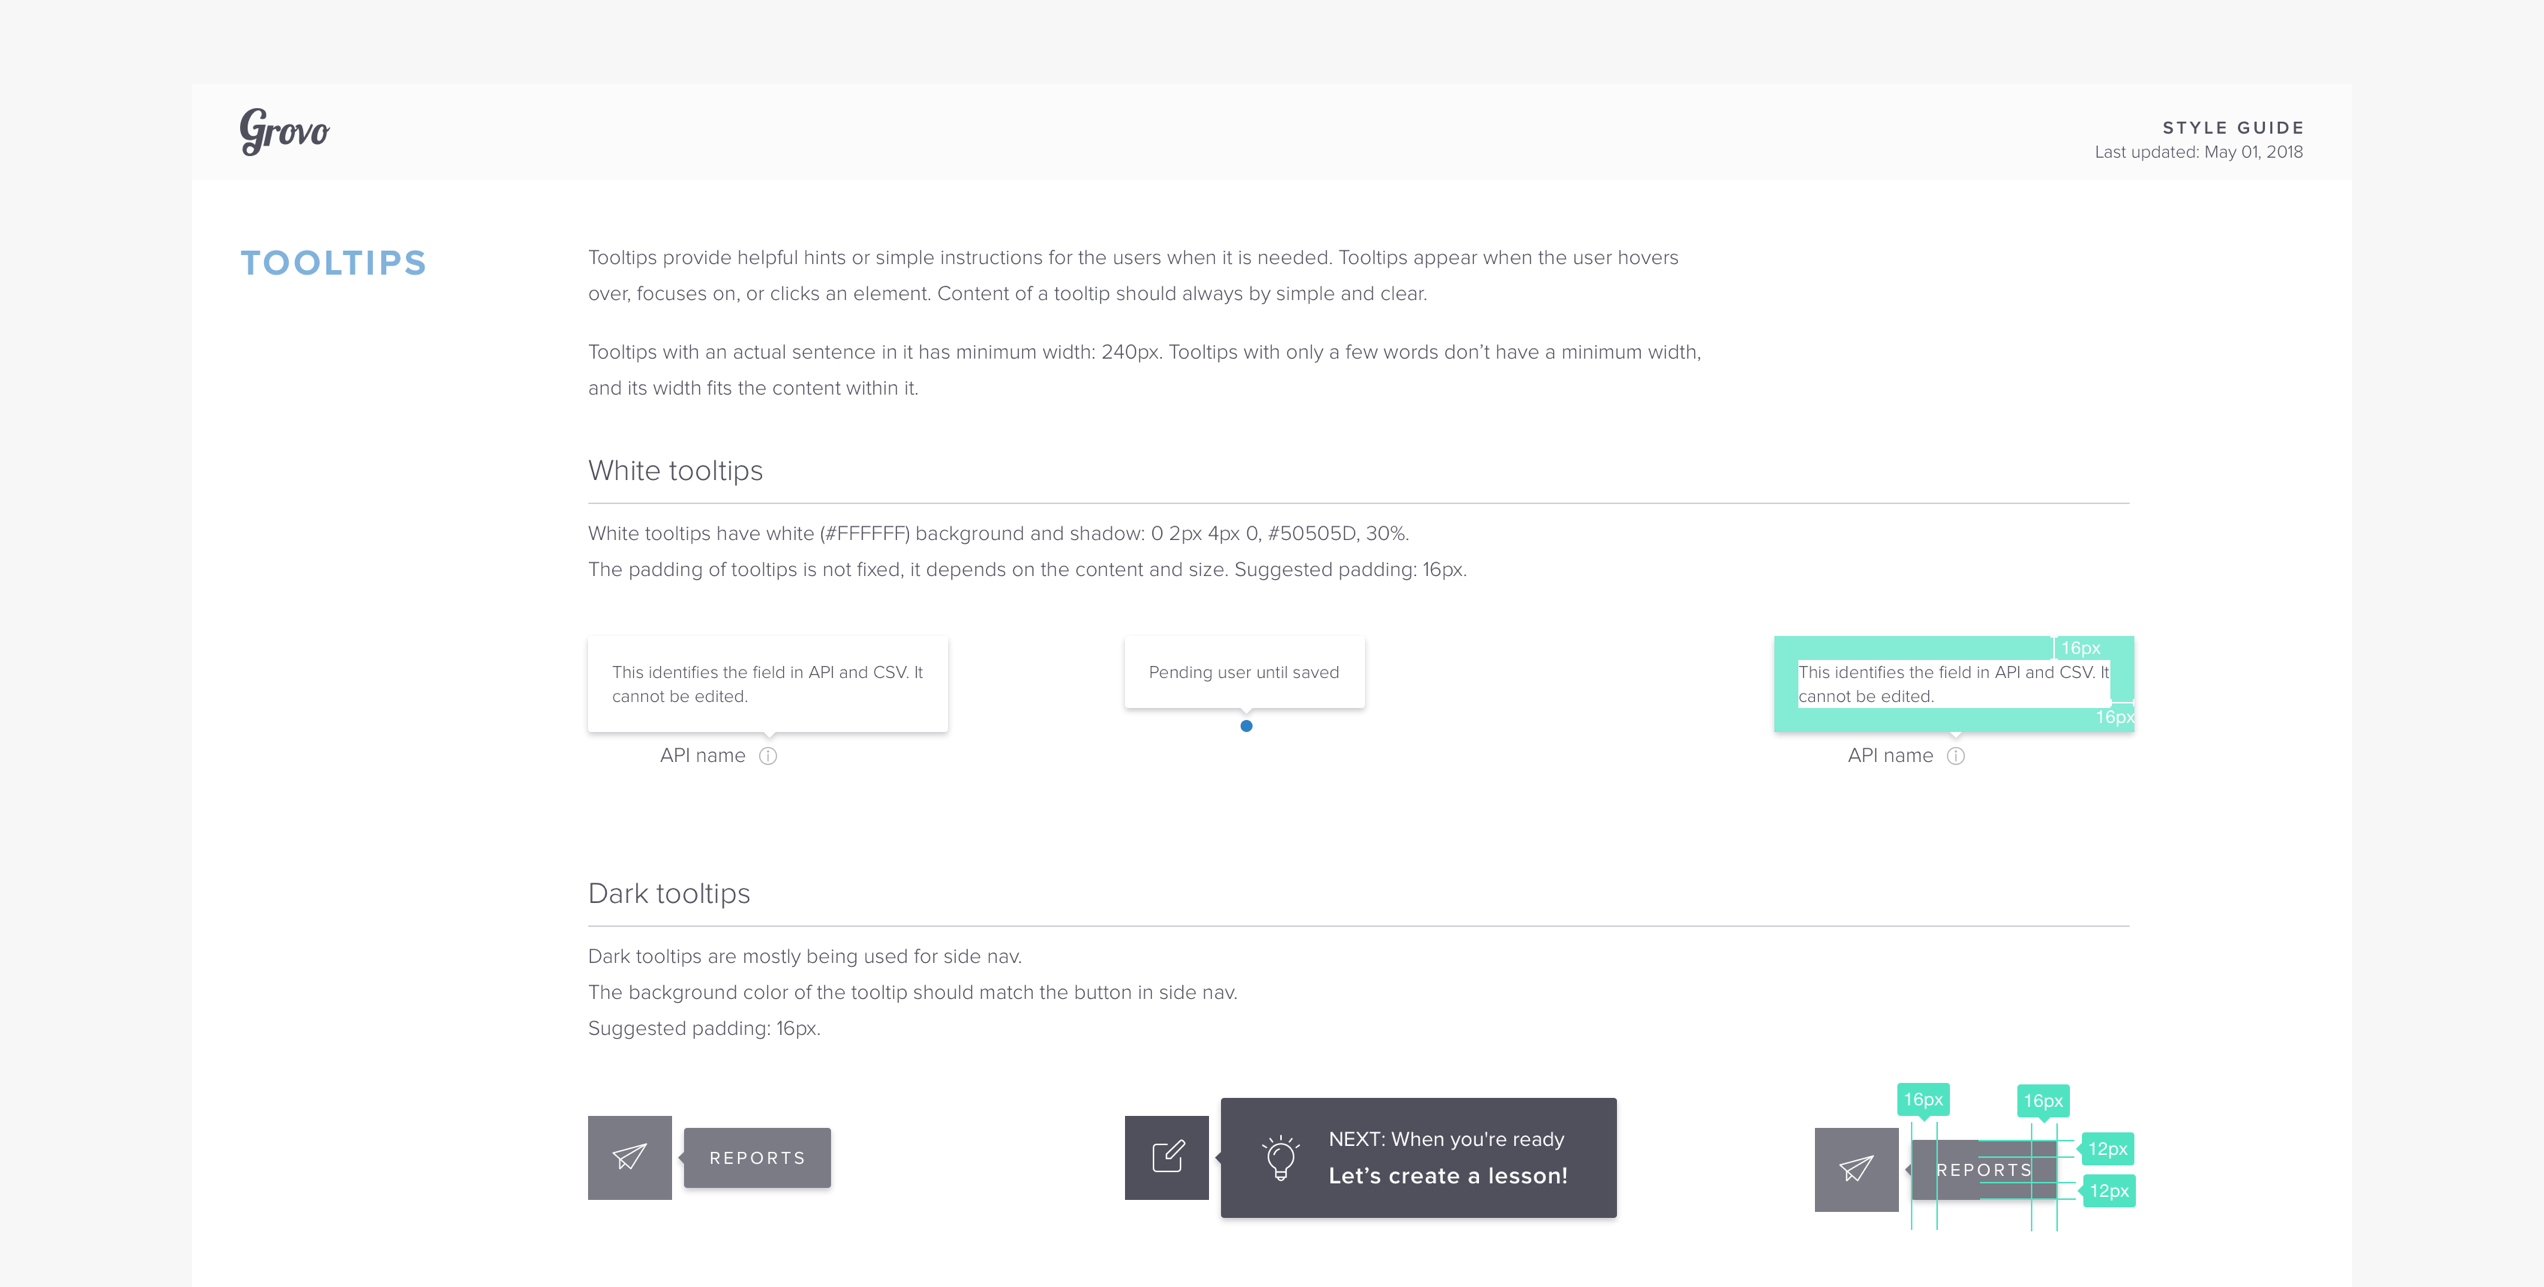 Grovo
STYLE GUIDE
Last updated: May 01, 2018
TOOLTIPS
Tooltips provide helpful hints or simple instructions for the users when it is needed. Tooltips appear when the user hovers
over, focuses on, or clicks an element. Content of a tooltip should always by simple and clear.
Tooltips with an actual sentence in it has minimum width: 240px. Tooltips with only a few words don’t have a minimum width,
and its width fits the content within it.
White tooltips
White tooltips have white (#FFFFFF) background and shadow: 0 2px 4px 0, #50505D, 30%.
The padding of tooltips is not fixed, it depends on the content and size. Suggested padding: 16px.
This identifies the field in API and CSV. It
cannot be edited.
API name
Pending user until saved
16px
This identifies the field in API and CSV. It
cannot be edited.
16px
API name
Dark tooltips
Dark tooltips are mostly being used for side nav.
The background color of the tooltip should match the button in side nav.
Suggested padding: 16px.
REPORTS
NEXT: When you're ready
Let’s create a lesson!
16px
16px
12px
REPORTS
12px